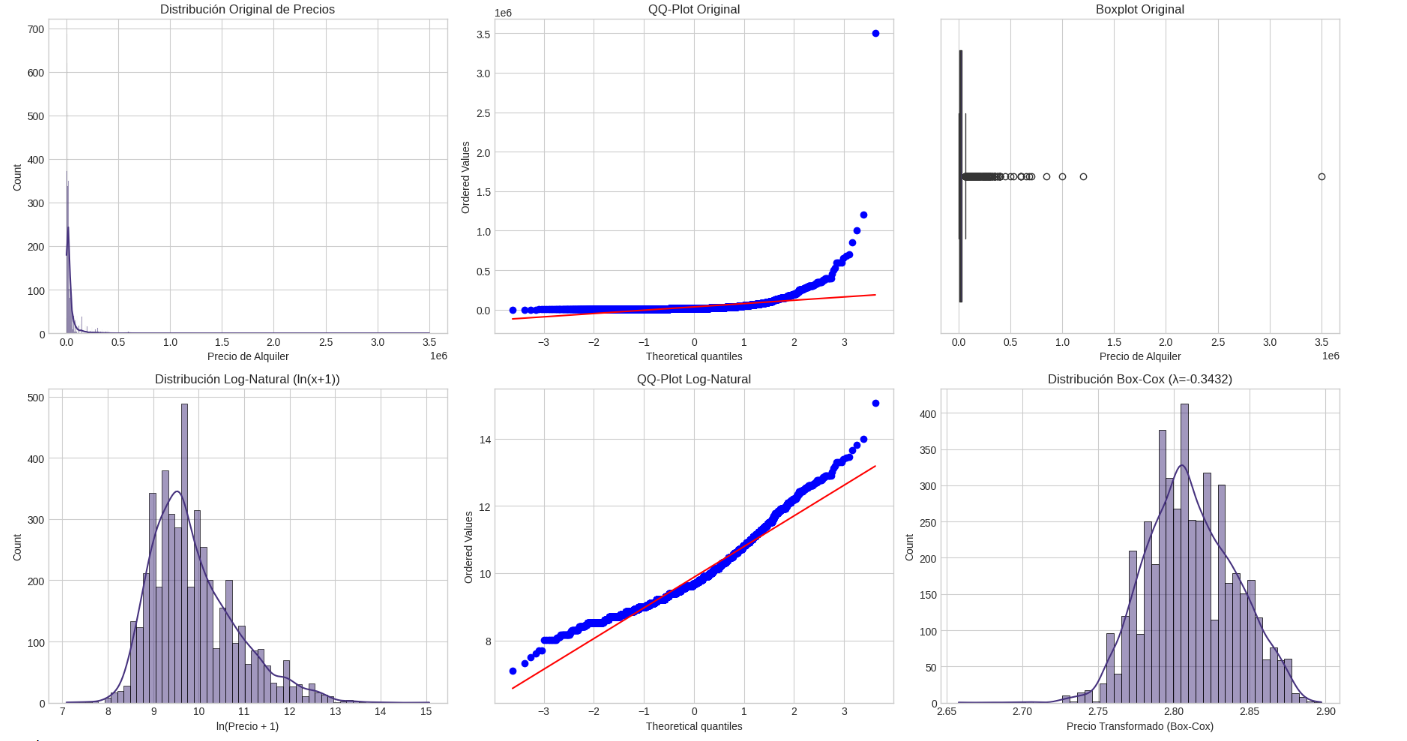 Distribución Original de Precios
700
600
500
400
300
200
100
0
Count
0.0 0.5 1.0 1.5 2.0 2.5 3.0 3.5
1e6
Precio de Alquiler
QQ-Plot Original
1e6
3.5
3.0
2.5
2.0
1.5
1.0
0.5
0.0
Ordered Values
−3 −2 −1 0 1 2 3
Theoretical quantiles
Boxplot Original
0.0 0.5 1.0 1.5 2.0 2.5 3.0 3.5
1e6
Precio de Alquiler
Distribución Log-Natural (ln(x+1))
500
400
300
200
100
0
Count
7 8 9 10 11 12 13 14 15
ln(Precio + 1)
QQ-Plot Log-Natural
14
12
10
8
Ordered Values
−3 −2 −1 0 1 2 3
Theoretical quantiles
Distribución Box-Cox (λ=-0.3432)
400
350
300
250
200
150
100
50
0
Count
2.65 2.70 2.75 2.80 2.85 2.90
Precio Transformado (Box-Cox)